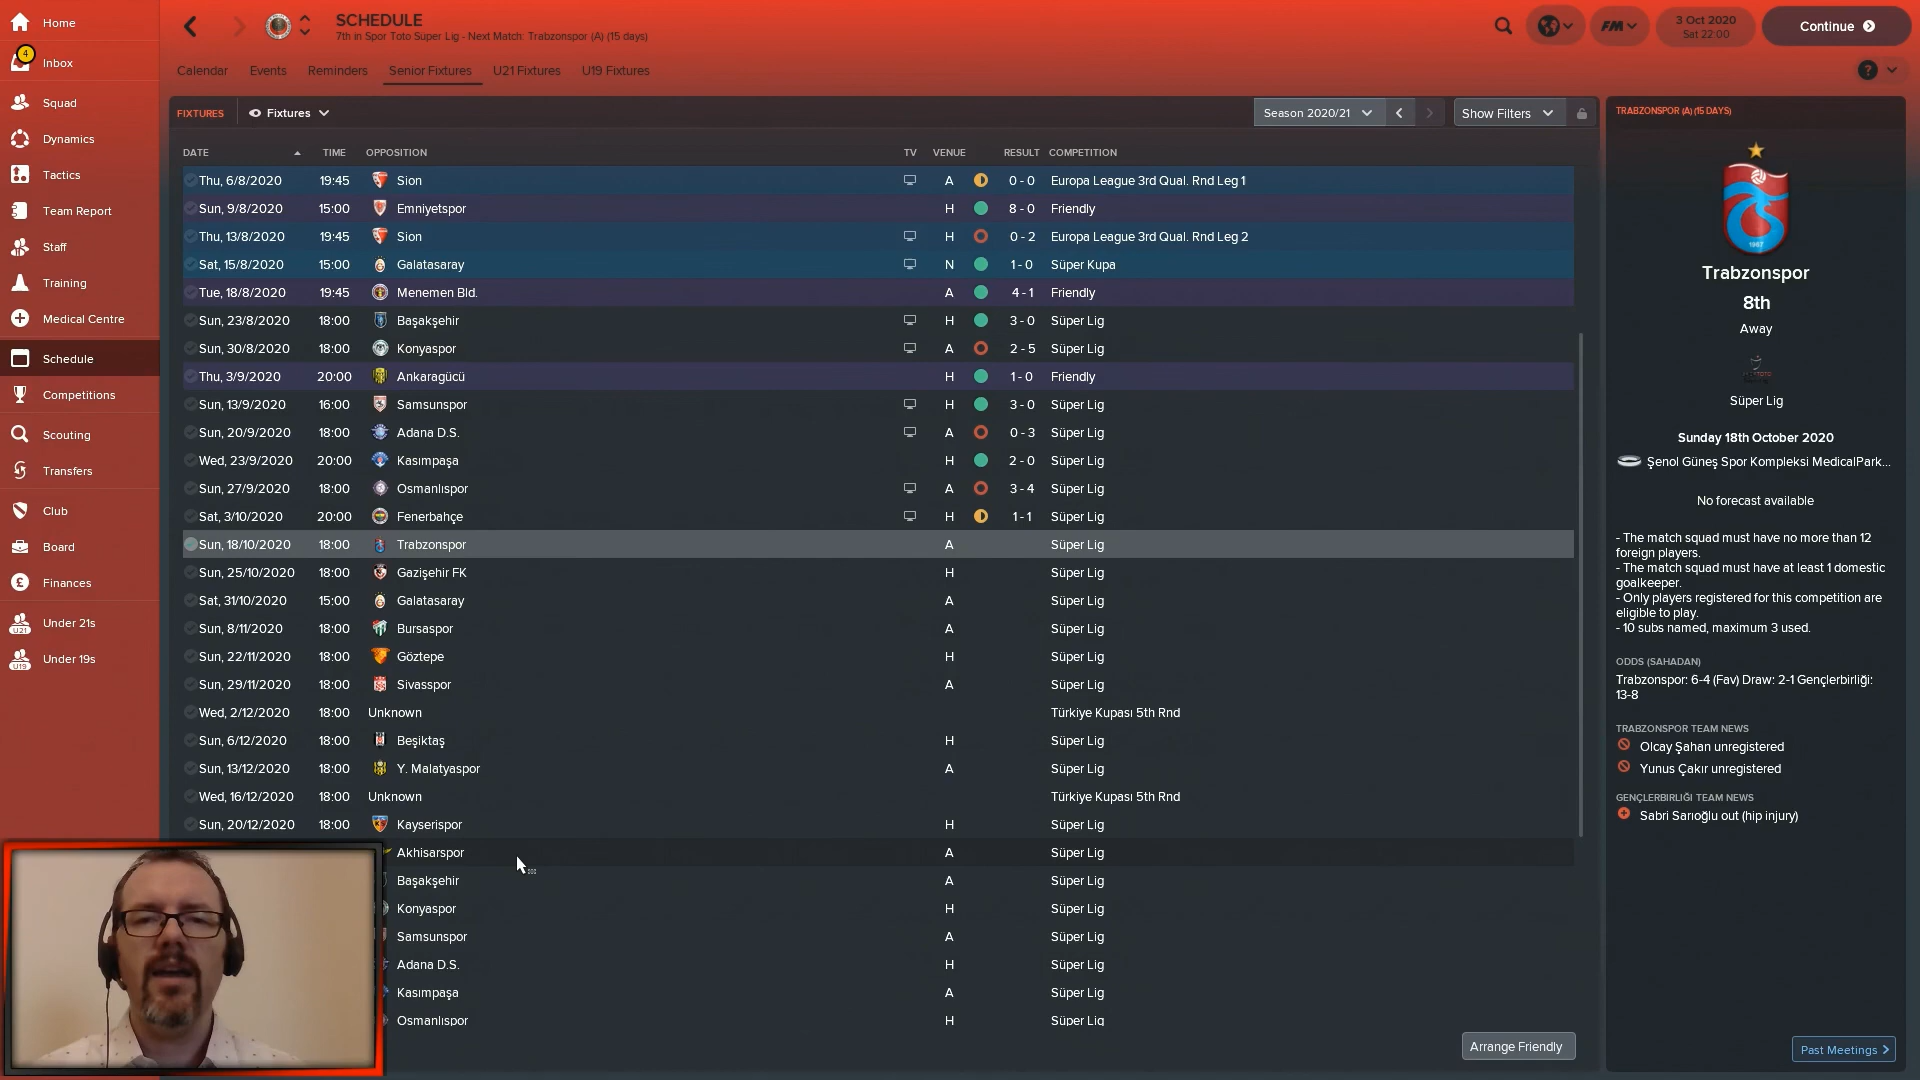 Home
4
Inbox
Squad
Dynamics
Tactics
Team Report
Staff
Training
Medical Centre
Schedule
Competitions
Scouting
Transfers
Club
Board
Finances
U21
Under 21s
U19
Under 19s
SCHEDULE
7th in Spor Toto Süper Lig - Next Match: Trabzonspor (A) (15 days)
FM
3 Oct 2020
Sat 22:00
Continue
Calendar Events Reminders Senior Fixtures U21 Fixtures U19 Fixtures
?
FIXTURES Fixtures Season 2020/21 Show Filters
DATE TIME OPPOSITION TV VENUE RESULT COMPETITION
Thu, 6/8/2020 19:45 Sion A 0 - 0 Europa League 3rd Qual. Rnd Leg 1
Sun, 9/8/2020 15:00 Emniyetspor H 8 - 0 Friendly
Thu, 13/8/2020 19:45 Sion H 0 - 2 Europa League 3rd Qual. Rnd Leg 2
Sat, 15/8/2020 15:00 Galatasaray N 1 - 0 Süper Kupa
Tue, 18/8/2020 19:45 Menemen Bld. A 4 - 1 Friendly
Sun, 23/8/2020 18:00 Başakşehir H 3 - 0 Süper Lig
Sun, 30/8/2020 18:00 Konyaspor A 2 - 5 Süper Lig
Thu, 3/9/2020 20:00 Ankaragücü H 1 - 0 Friendly
Sun, 13/9/2020 16:00 Samsunspor H 3 - 0 Süper Lig
Sun, 20/9/2020 18:00 Adana D.S. A 0 - 3 Süper Lig
Wed, 23/9/2020 20:00 Kasımpaşa H 2 - 0 Süper Lig
Sun, 27/9/2020 18:00 Osmanlıspor A 3 - 4 Süper Lig
Sat, 3/10/2020 20:00 Fenerbahçe H 1 - 1 Süper Lig
Sun, 18/10/2020 18:00 Trabzonspor A Süper Lig
Sun, 25/10/2020 18:00 Gazişehir FK H Süper Lig
Sat, 31/10/2020 15:00 Galatasaray A Süper Lig
Sun, 8/11/2020 18:00 Bursaspor A Süper Lig
Sun, 22/11/2020 18:00 Göztepe H Süper Lig
Sun, 29/11/2020 18:00 Sivasspor A Süper Lig
Wed, 2/12/2020 18:00 Unknown Türkiye Kupası 5th Rnd
Sun, 6/12/2020 18:00 Beşiktaş H Süper Lig
Sun, 13/12/2020 18:00 Y. Malatyaspor A Süper Lig
Wed, 16/12/2020 18:00 Unknown Türkiye Kupası 5th Rnd
Sun, 20/12/2020 18:00 Kayserispor H Süper Lig
Akhisarspor A Süper Lig
Başakşehir A Süper Lig
Konyaspor H Süper Lig
Samsunspor A Süper Lig
Adana D.S. H Süper Lig
Kasımpaşa A Süper Lig
Osmanlıspor H Süper Lig
Arrange Friendly
TRABZONSPOR (A) (15 DAYS)
1967
Trabzonspor
8th
Away
Süper Lig
Sunday 18th October 2020
Şenol Güneş Spor Kompleksi MedicalPark...
No forecast available
- The match squad must have no more than 12
foreign players.
- The match squad must have at least 1 domestic
goalkeeper.
- Only players registered for this competition are
eligible to play.
- 10 subs named, maximum 3 used.
ODDS (SAHADAN)
Trabzonspor: 6-4 (Fav) Draw: 2-1 Gençlerbirliği:
13-8
TRABZONSPOR TEAM NEWS
Olcay Şahan unregistered
Yunus Çakır unregistered
GENÇLERBIRLIĞI TEAM NEWS
Sabri Sarıoğlu out (hip injury)
Past Meetings